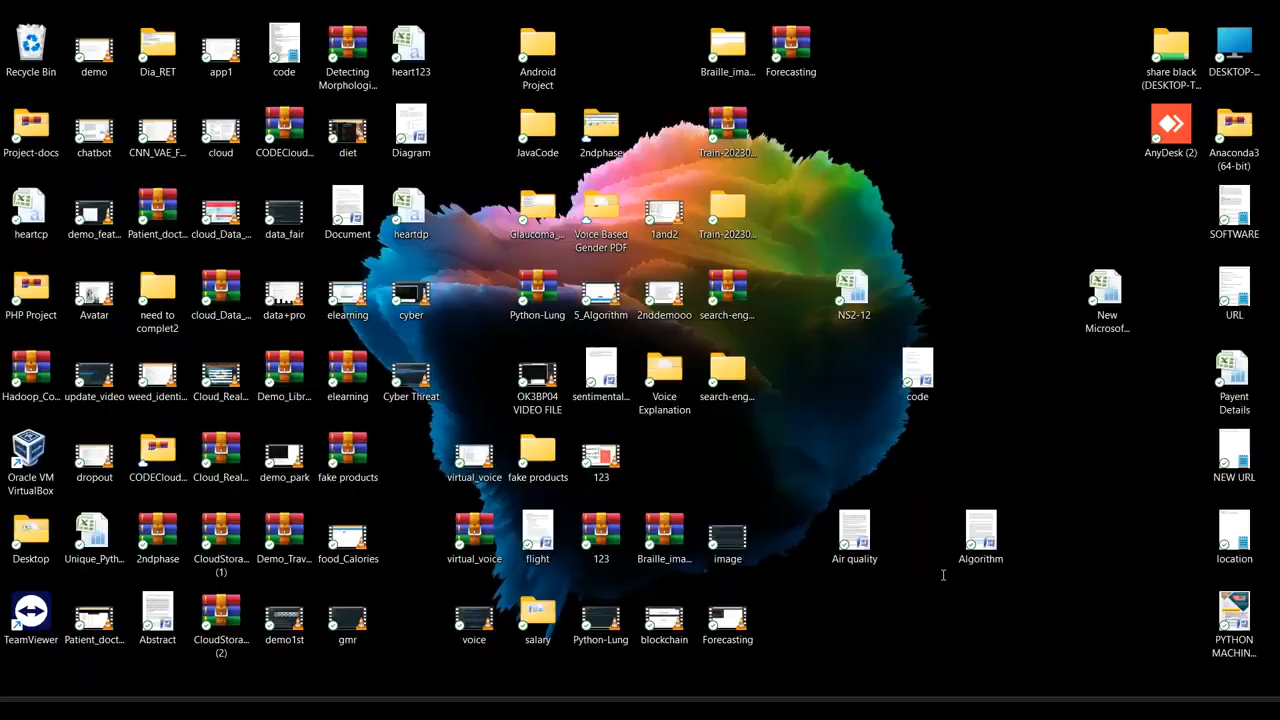 Recycle Bin
demo
Dia_RET
app1
code
Detecting
Morphologi...
heart123
Android
Project
Braille_ima...
Forecasting
share black
(DESKTOP-T...
DESKTOP-...
Project-docs
chatbot
CNN_VAE_F...
cloud
CODECloud...
diet
Diagram
JavaCode
2ndphase
Train-20230...
AnyDesk (2)
Anaconda3
(64-bit)
heartcp
demo_feat...
Patient_doct...
cloud_Data_...
data_fair
Document
heartdp
Glaucoma_...
Voice Based
Gender PDF
1and2
Train-20230...
SOFTWARE
PHP Project
Avatar
need to
complet2
cloud_Data_...
data+pro
elearning
cyber
Python-Lung
5_Algorithm
2nddemooo
search-eng...
NS2-12
New
Microsof...
URL
Hadoop_Co...
update_video
weed_identi...
Cloud_Real...
Demo_Libr...
elearning
Cyber Threat
OK3BP04
VIDEO FILE
sentimental...
Voice
Explanation
search-eng...
code
Payent
Details
Oracle VM
VirtualBox
dropout
CODECloud...
Cloud_Real...
demo_park
fake products
virtual_voice
fake products
123
NEW URL
Desktop
Unique_Pyth...
2ndphase
CloudStora...
(1)
Demo_Trav...
food_Calories
virtual_voice
flight
123
Braille_ima...
image
Air quality
Algorithm
location
TeamViewer
Patient_doct...
Abstract
CloudStora...
(2)
demo1st
gmr
voice
salary
Python-Lung
blockchain
Forecasting
PYTHON
MACHIN...